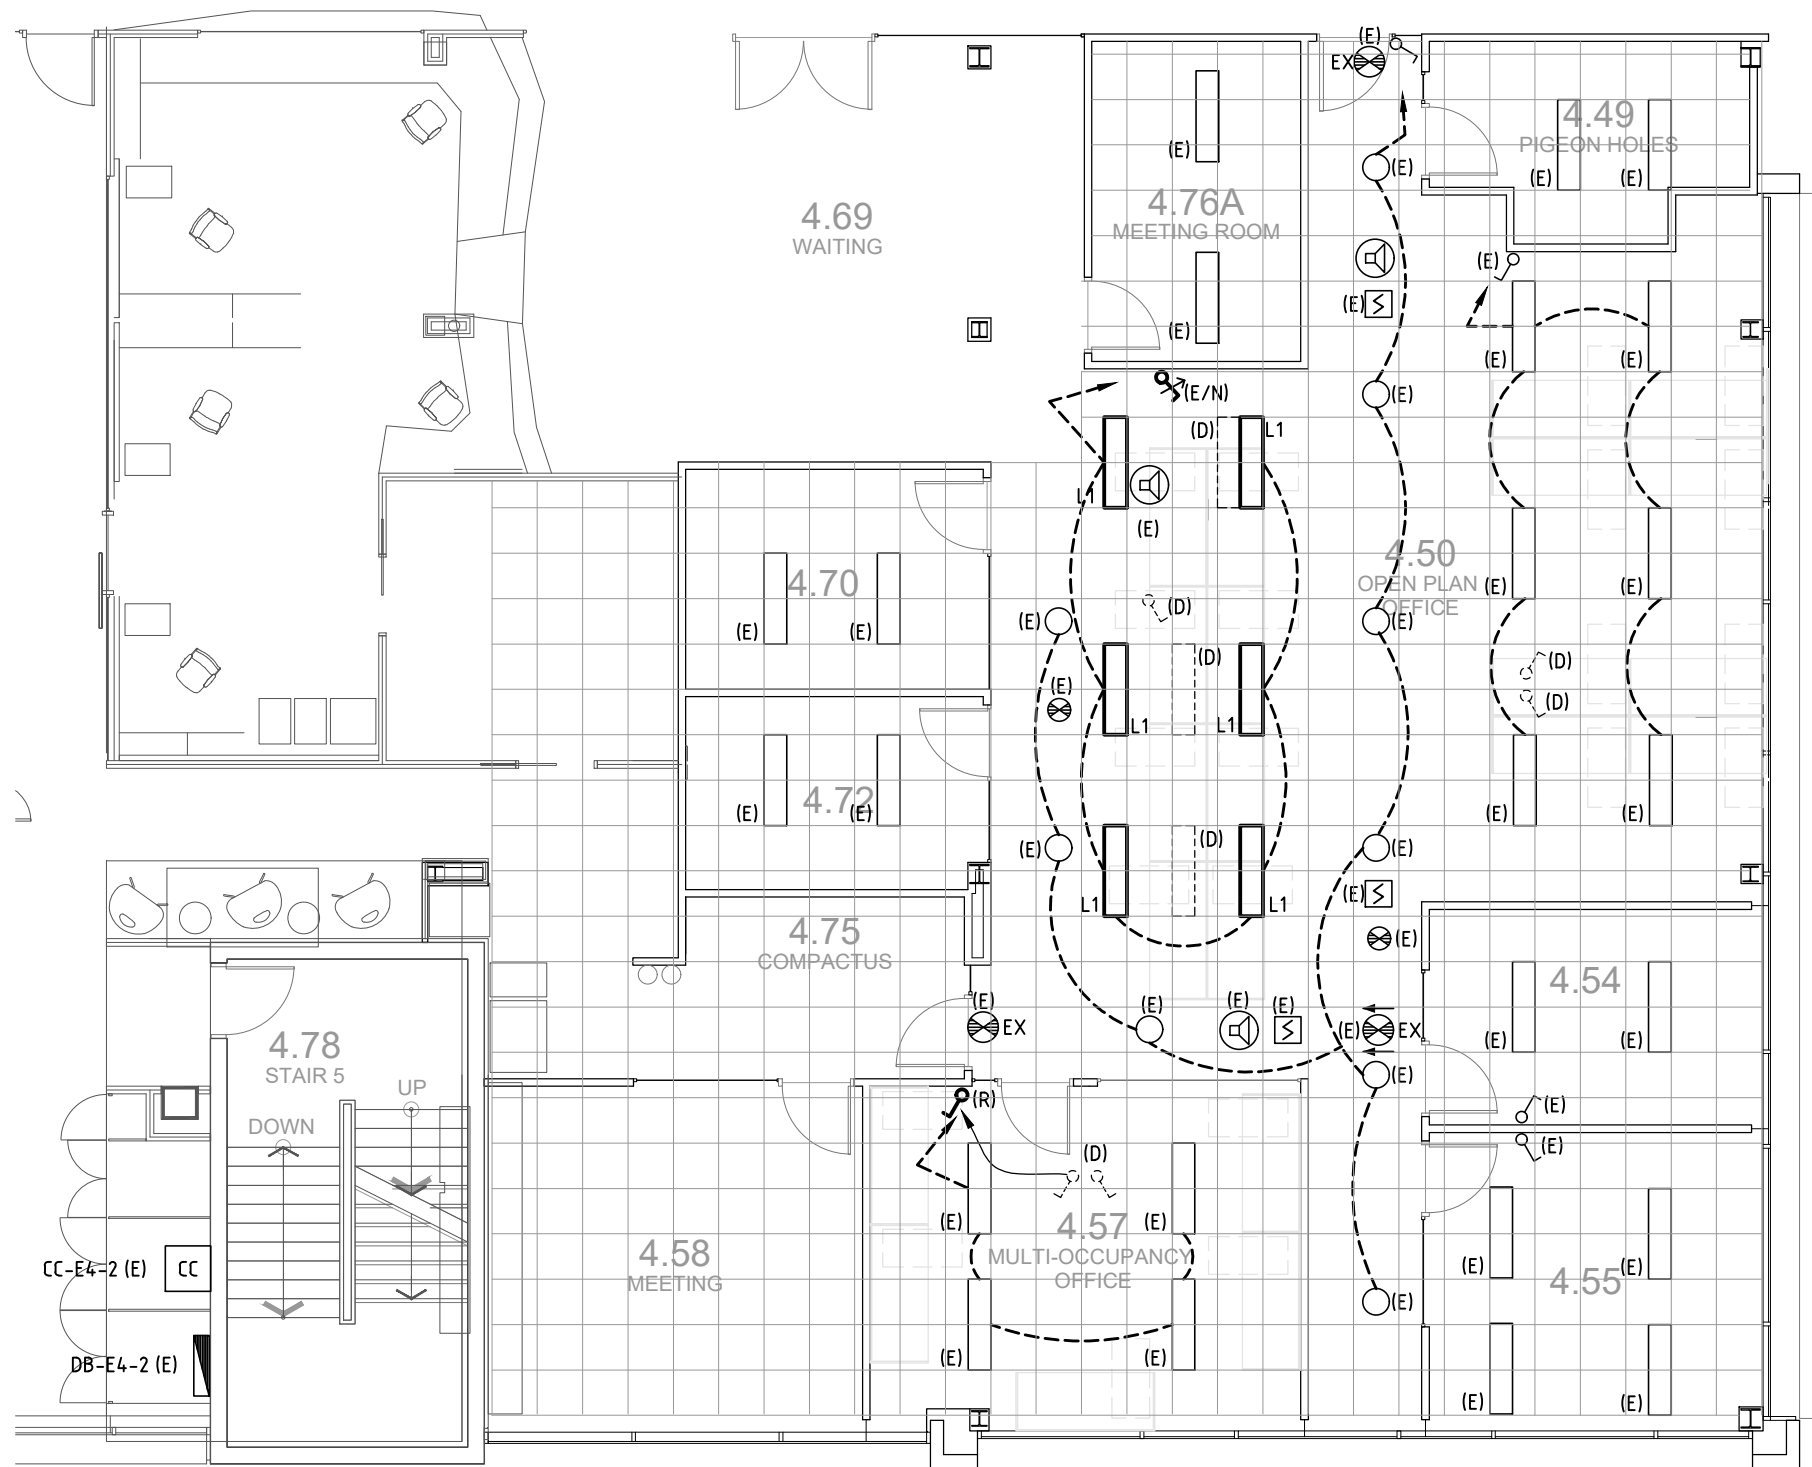 (E)
EX
4.49
PIGEON HOLES
(E)
(E)
(E)
(E)
4.76A
MEETING ROOM
4.69
WAITING
(E)
(E)
(E)
(E)
(E)
(E)
(E/N)
(D)
L1
L1
(E)
4.50
OPEN PLAN
OFFICE
(E)
(E)
4.70
(E)
(E)
(E)
(D)
(E)
(E)
(D)
(D)
(D)
L1
L1
4.72
(E)
(E)
(E)
(E)
(E)
(D)
(E)
(E)
L1
L1
4.75
COMPACTUS
(E)
4.54
(E)
EX
(E)
(E)
(E)
(E)
EX
(E)
(E)
(E)
4.78
STAIR 5
UP
DOWN
(R)
(E)
(E)
(D)
(E)
(E)
4.57
MULTI-OCCUPANCY
OFFICE
4.58
MEETING
CC-E4-2 (E)
CC
(E)
(E)
4.55
(E)
DB-E4-2 (E)
(E)
(E)
(E)
(E)